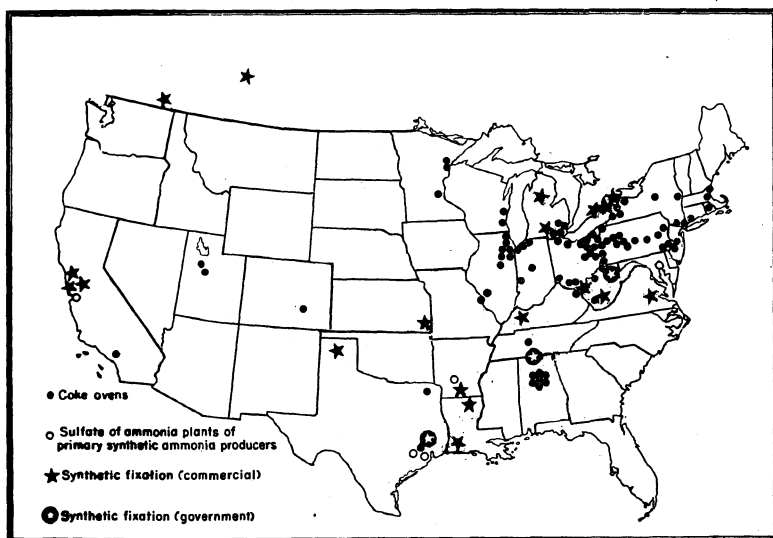 Coke ovens
Sulfate of ammonia plants of
primary synthetic ammonia producers
Synthetic fixation (commercial)
Synthetic fixation (government)